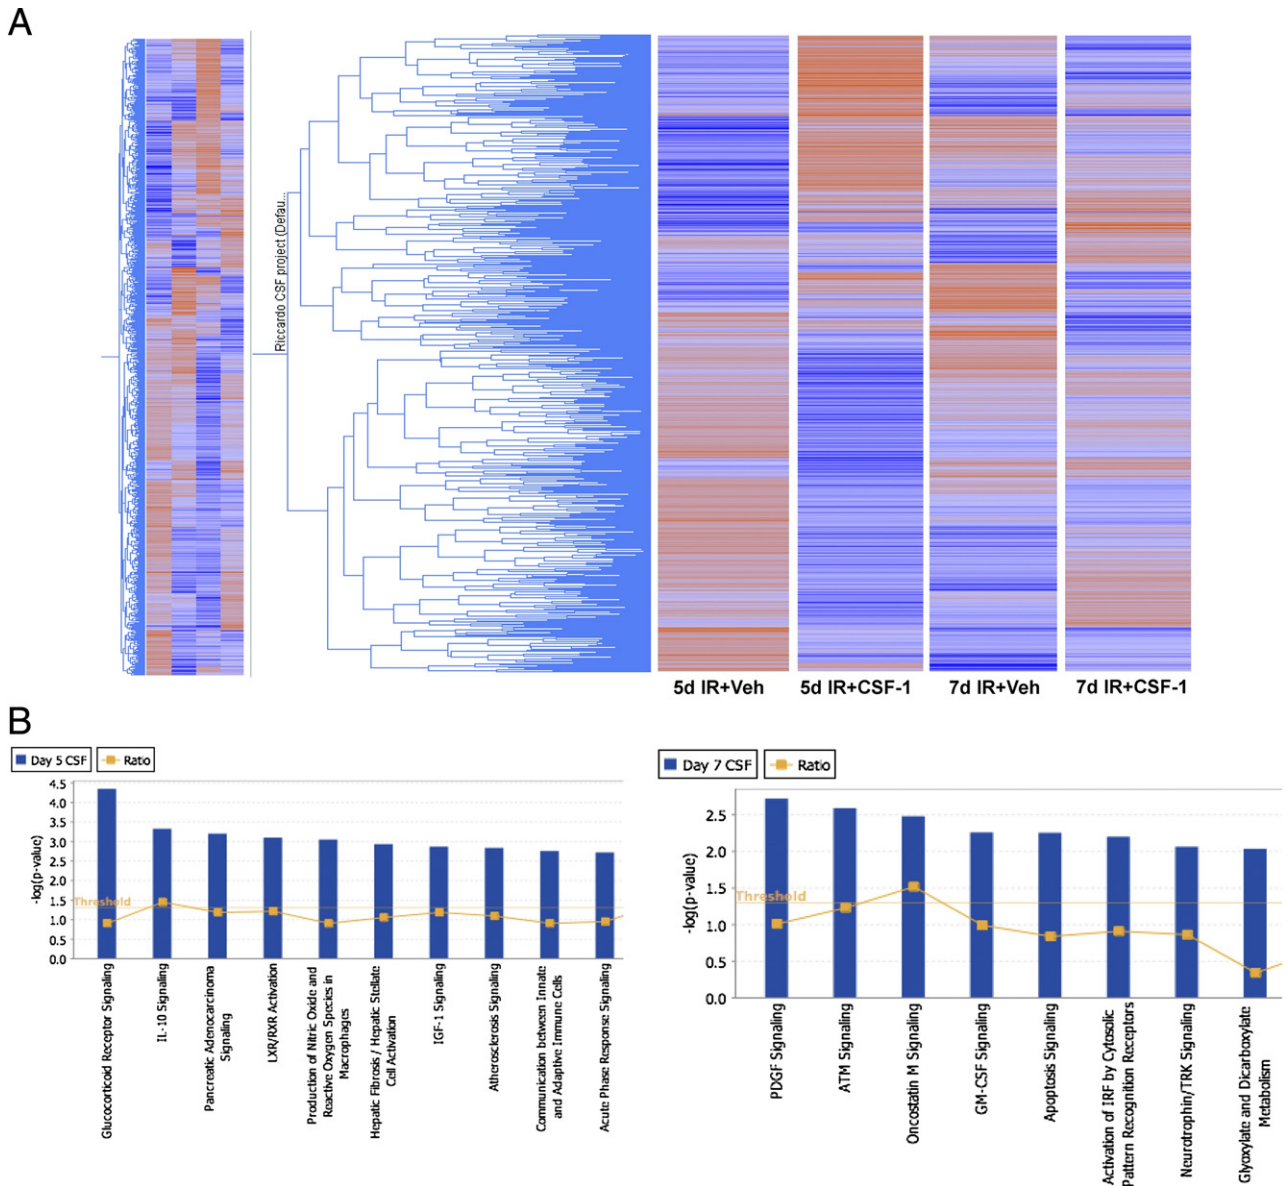 A
Riccardo CSF project (Defau...
5d IR+Veh
5d IR+CSF-1
7d IR+Veh
7d IR+CSF-1
B
Day 5 CSF
Ratio
4.5
4.0
3.5
3.0
2.5
2.0
1.5
1.0
0.5
0.0
-log(p-value)
Threshold
Glucocorticoid Receptor Signaling
IL-10 Signaling
Pancreatic Adenocarcinoma
Signaling
LXR/RXR Activation
Production of Nitric Oxide and
Reactive Oxygen Species in
Macrophages
Hepatic Fibrosis / Hepatic Stellate
Cell Activation
IGF-1 Signaling
Atherosclerosis Signaling
Communication between Innate
and Adaptive Immune Cells
Acute Phase Response Signaling
Day 7 CSF
Ratio
2.5
2.0
1.5
1.0
0.5
0.0
-log(p-value)
Threshold
PDGF Signaling
ATM Signaling
Oncostatin M Signaling
GM-CSF Signaling
Apoptosis Signaling
Activation of IRF by Cytosolic
Pattern Recognition Receptors
Neurotrophin/TRK Signaling
Glyoxylate and Dicarboxylate
Metabolism